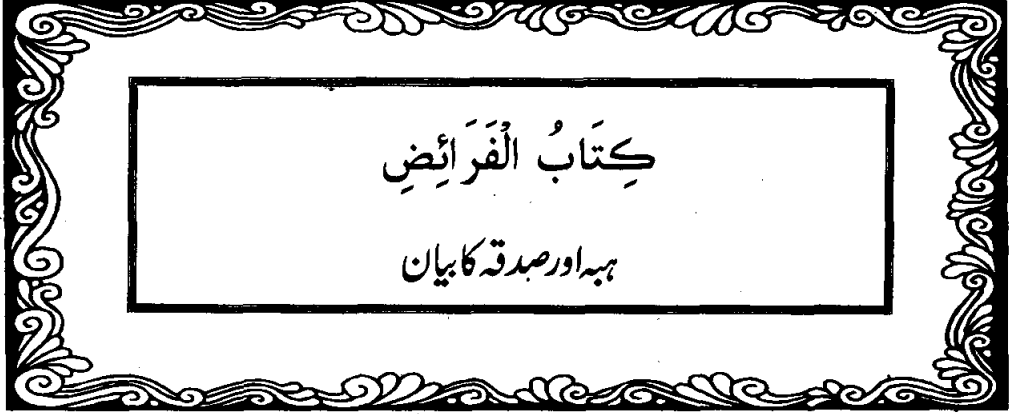 كِتَابُ الْفَرَائِضِ
ہبہ اور صدقہ کا بیان